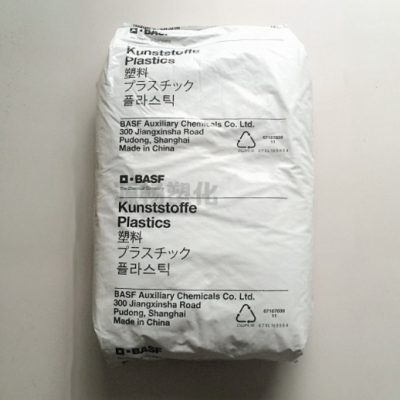 BASF
Kunststoffe
Plastics
塑料
プラスチック
플라스틱
BASF Auxiliary Chemicals Co. Ltd.
300 Jiangxinsha Road
Pudong, Shanghai
Made in China
11
BASF
The Chemical Company
Kunststoffe
Plastics
塑料
プラスチック
플라스틱
BASF Auxiliary Chemicals Co. Ltd.
300 Jiangxinsha Road
Pudong, Shanghai
Made in China
11
BASF